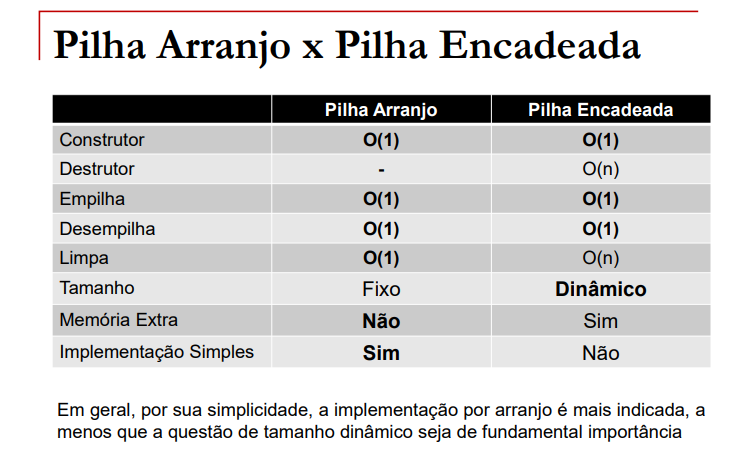 Pilha Arranjo x Pilha Encadeada
Pilha Arranjo Pilha Encadeada
Construtor O(1) O(1)
Destrutor - O(n)
Empilha O(1) O(1)
Desempilha O(1) O(1)
Limpa O(1) O(n)
Tamanho Fixo Dinâmico
Memória Extra Não Sim
Implementação Simples Sim Não
Em geral, por sua simplicidade, a implementação por arranjo é mais indicada, a
menos que a questão de tamanho dinâmico seja de fundamental importância